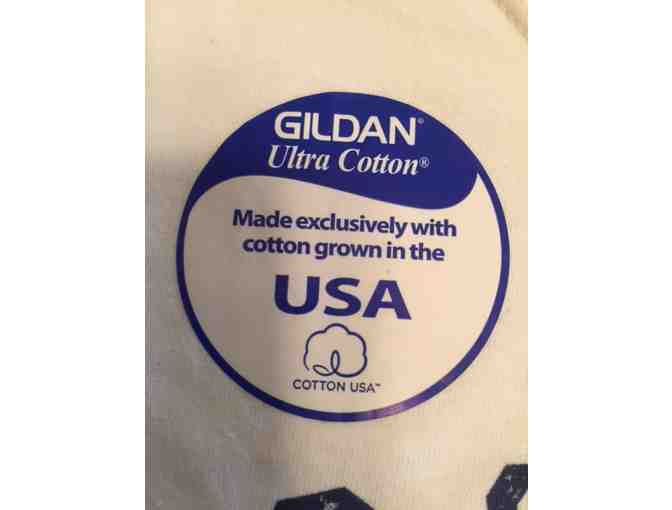 GILDAN®
Ultra Cotton®
Made exclusively with
cotton grown in the
USA
COTTON USA™